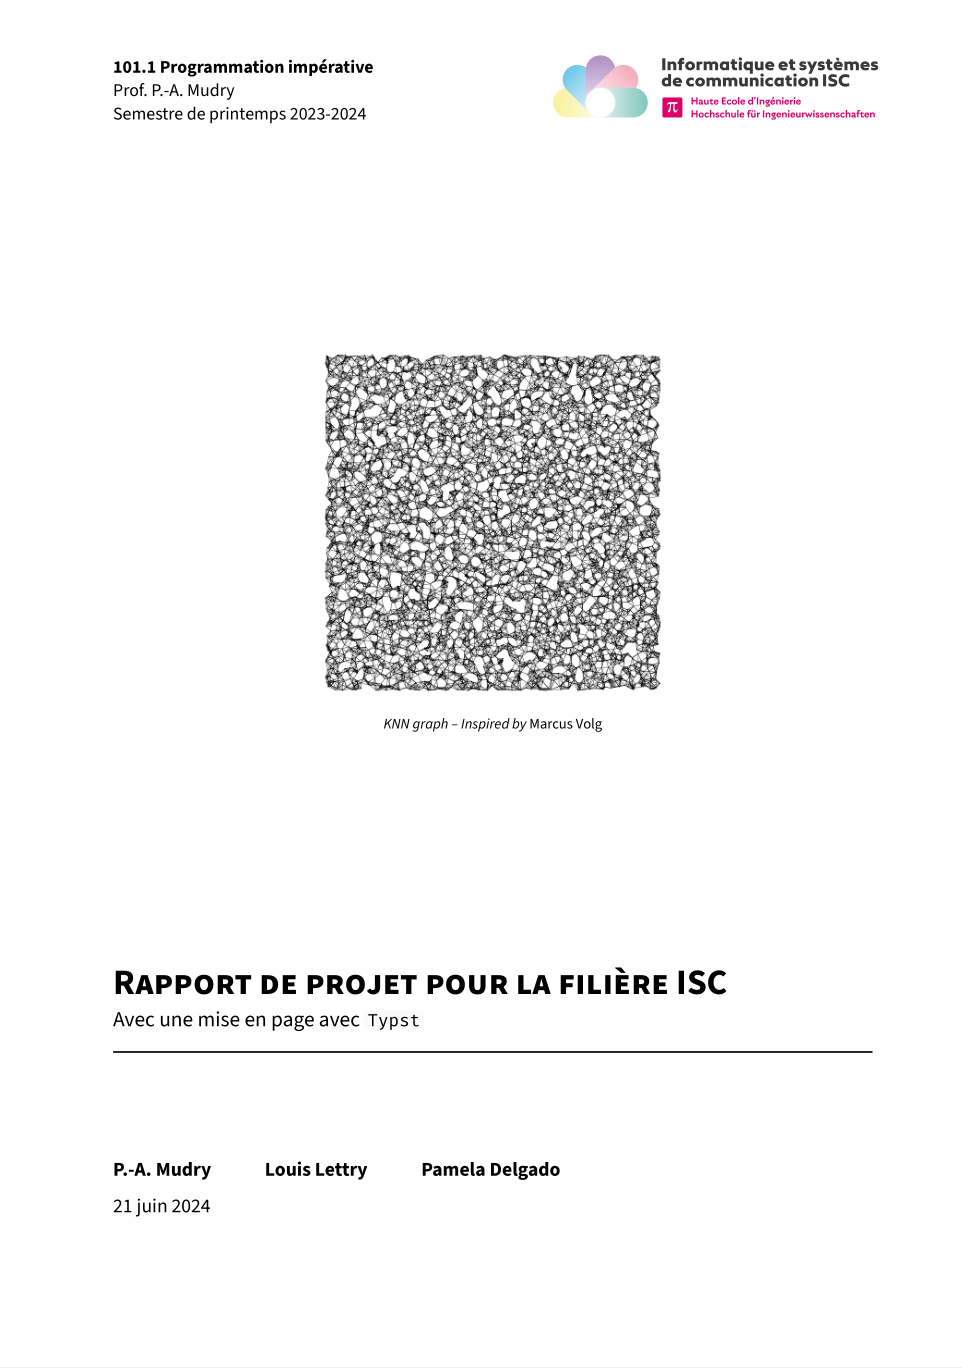 101.1 Programmation impérative
Prof. P.-A. Mudry
Semestre de printemps 2023-2024
Informatique et systèmes
de communication ISC
π
Haute Ecole d'Ingénierie
Hochschule für Ingenieurwissenschaften
KNN graph – Inspired by Marcus Volg
Rapport de projet pour la filière ISC
Avec une mise en page avec Typst
P.-A. Mudry Louis Lettry Pamela Delgado
21 juin 2024